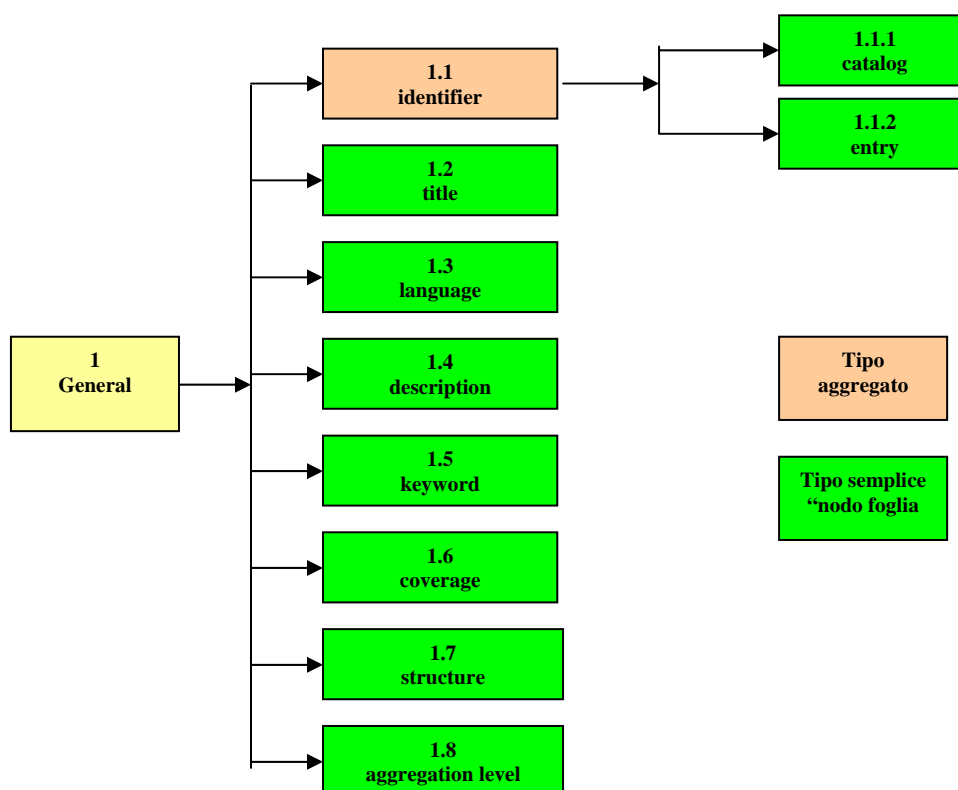 1.1
identifier
1.1.1
catalog
1.1.2
entry
1.2
title
1.3
language
1
General
1.4
description
1.5
keyword
1.6
coverage
1.7
structure
1.8
aggregation level
Tipo
aggregato
Tipo semplice
“nodo foglia